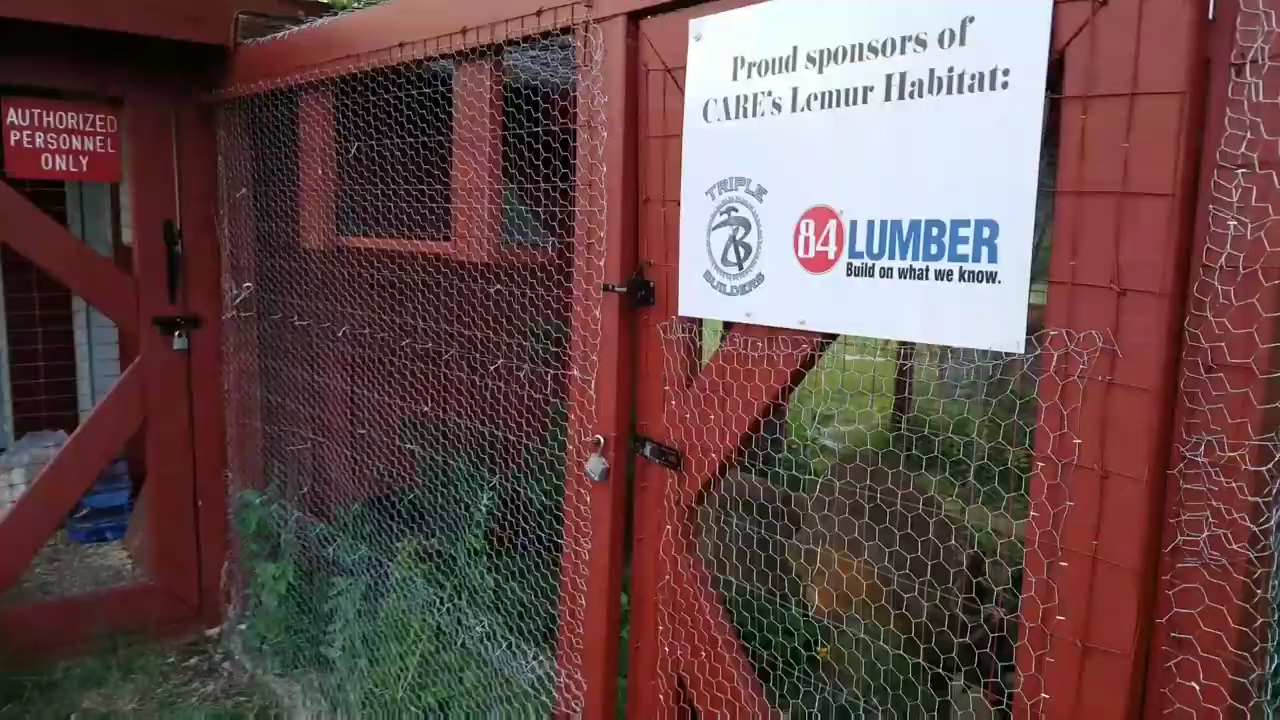 AUTHORIZED
PERSONNEL
ONLY
Proud sponsors of
CARE's Lemur Habitat:
TRIPLE
B
BUILDERS
84 LUMBER
Build on what we know.